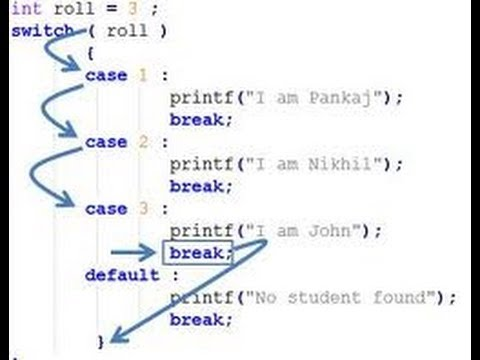 int roll = 3 ;
switch ( roll )
{
case 1 :
printf("I am Pankaj");
break;
case 2 :
printf("I am Nikhil");
break;
case 3 :
printf("I am John");
break;
default :
printf("No student found");
break;
}